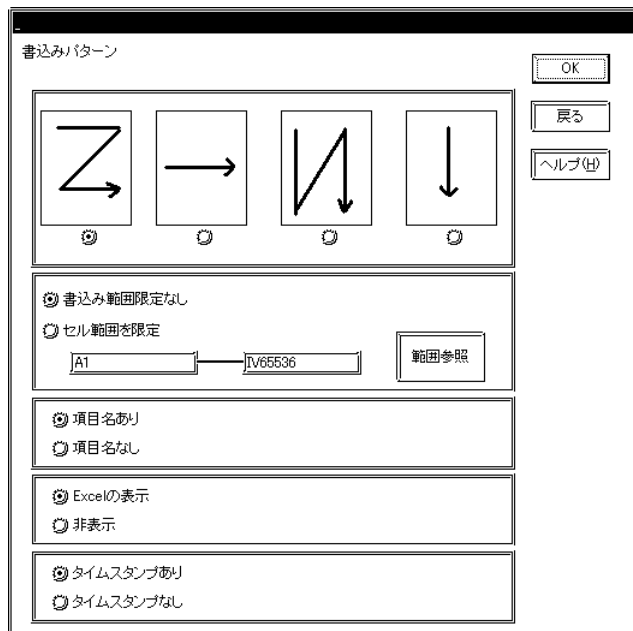 書込みパターン
OK
戻る
ヘルプ(H)
書込み範囲限定なし
セル範囲を限定
A1
IV65536
範囲参照
項目名あり
項目名なし
Excelの表示
非表示
タイムスタンプあり
タイムスタンプなし